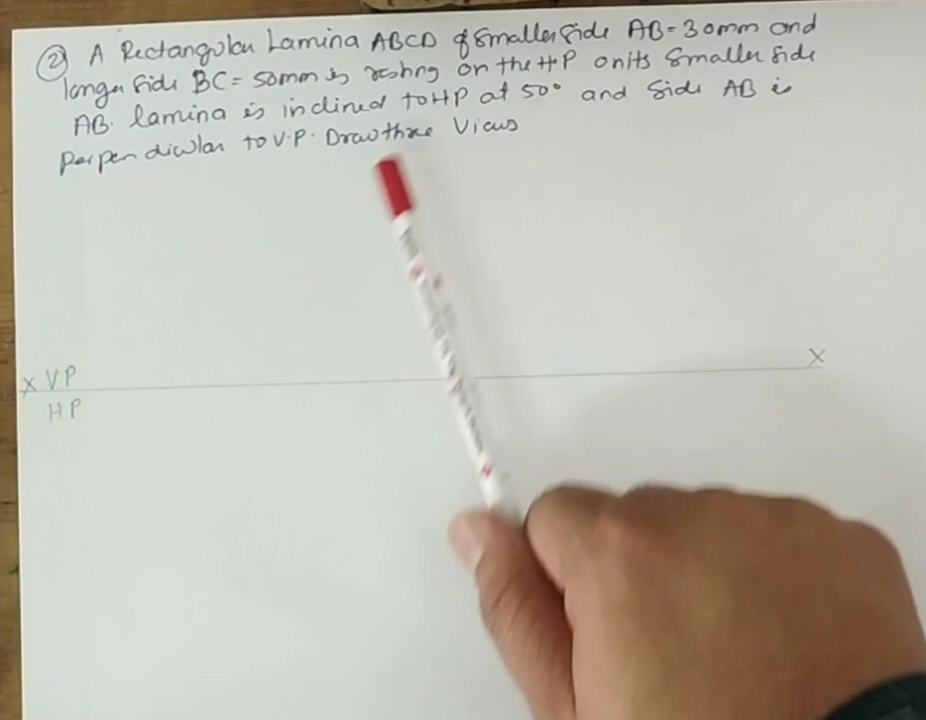 ② A Rectangular Lamina ABCD of Smaller Side AB=30mm and
longer side BC=50mm is resting on the H.P on its Smaller side
AB. lamina is inclined to HP at 50° and Side AB is
perpendicular to V.P. Draw three Views
X VP X
HP